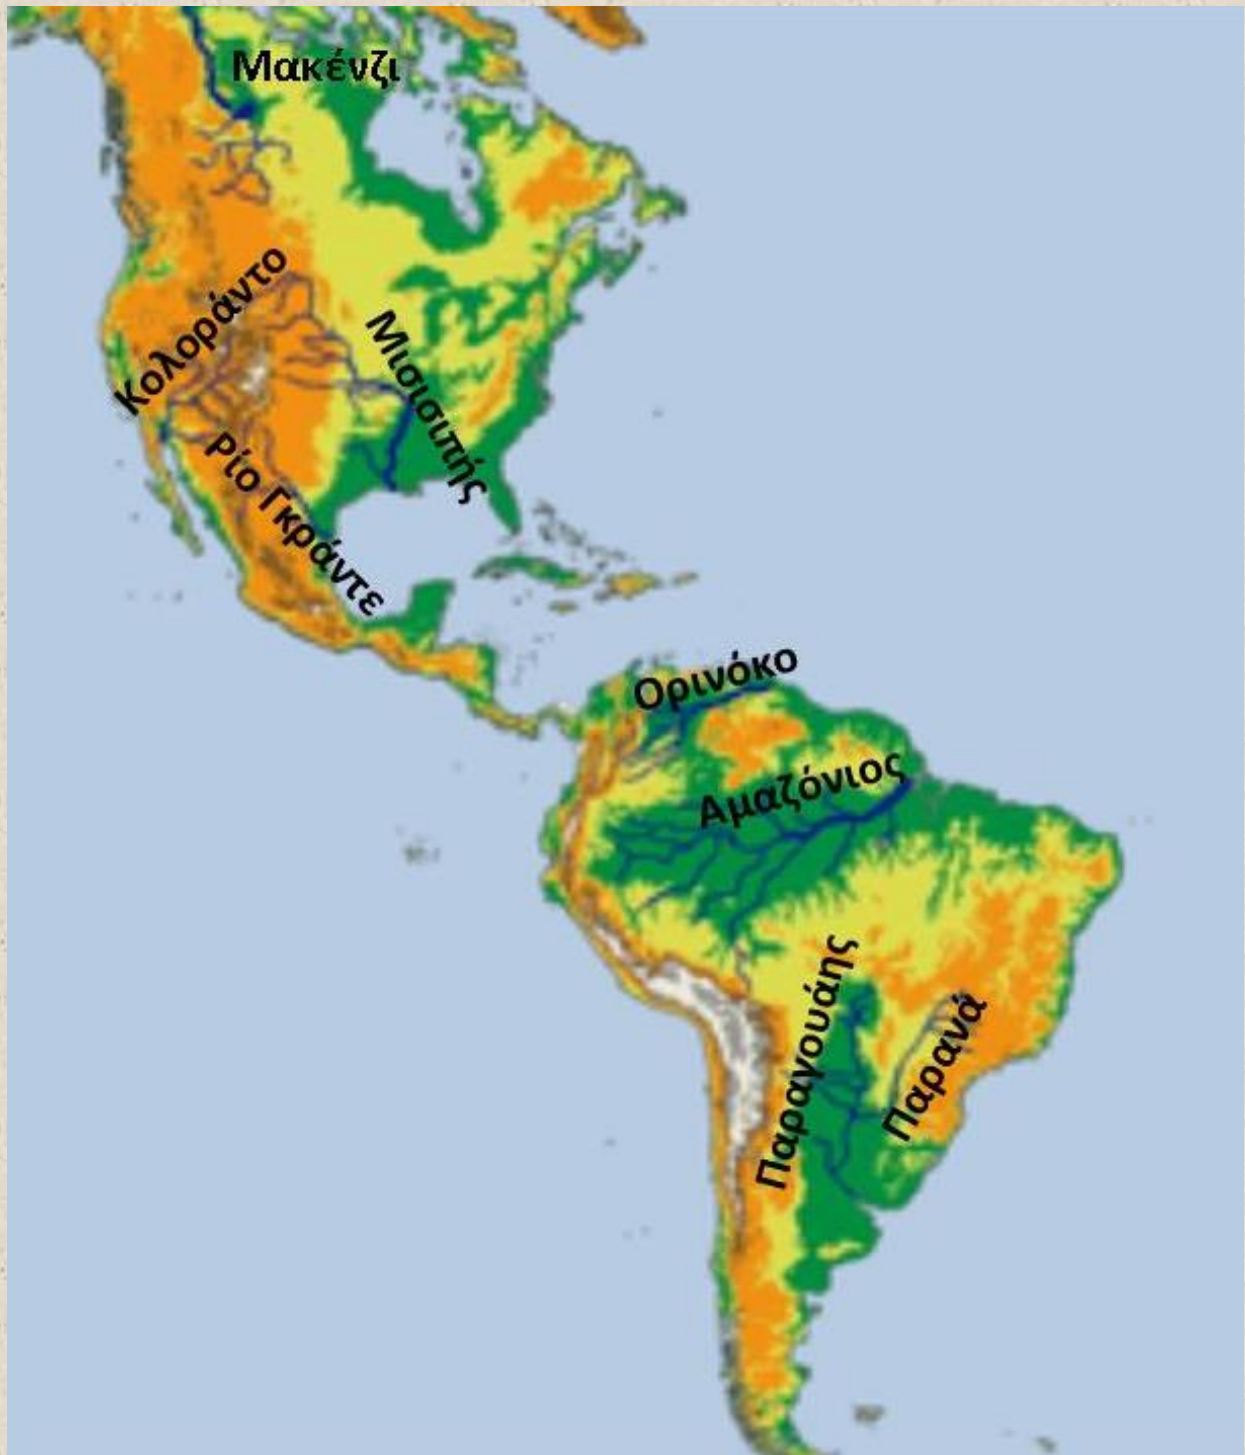 Μακένζι
Κολοράντο
Μισισιπής
Ρίο Γκράντε
Ορινόκο
Αμαζόνιος
Παραγουάης
Παρανά